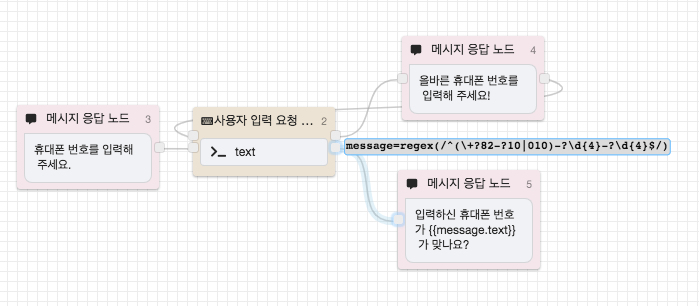 메시지 응답 노드 3
휴대폰 번호를 입력해
주세요.
사용자 입력 요청 ... 2
text
메시지 응답 노드 4
올바른 휴대폰 번호를
입력해 주세요!
message=regex(/^(\+?82-?10|010)-?\d{4}-?\d{4}$/)
메시지 응답 노드 5
입력하신 휴대폰 번호
가 {{message.text}}
가 맞나요?